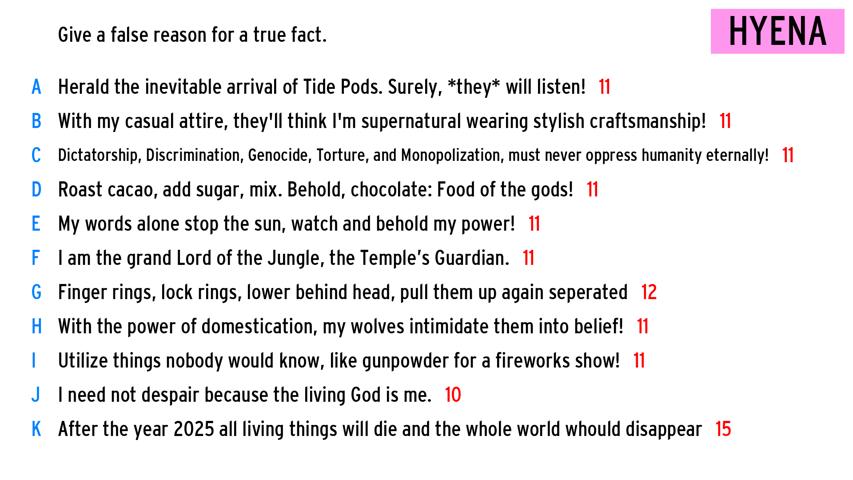 Give a false reason for a true fact.
HYENA
A Herald the inevitable arrival of Tide Pods. Surely, *they* will listen! 11
B With my casual attire, they'll think I'm supernatural wearing stylish craftsmanship! 11
C Dictatorship, Discrimination, Genocide, Torture, and Monopolization, must never oppress humanity eternally! 11
D Roast cacao, add sugar, mix. Behold, chocolate: Food of the gods! 11
E My words alone stop the sun, watch and behold my power! 11
F I am the grand Lord of the Jungle, the Temple's Guardian. 11
G Finger rings, lock rings, lower behind head, pull them up again seperated 12
H With the power of domestication, my wolves intimidate them into belief! 11
I Utilize things nobody would know, like gunpowder for a fireworks show! 11
J I need not despair because the living God is me. 10
K After the year 2025 all living things will die and the whole world whould disappear 15